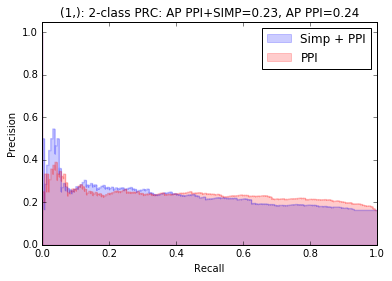 (1,): 2-class PRC: AP PPI+SIMP=0.23, AP PPI=0.24
Simp + PPI
PPI
Precision
1.0
0.8
0.6
0.4
0.2
0.0
0.0 0.2 0.4 0.6 0.8 1.0
Recall